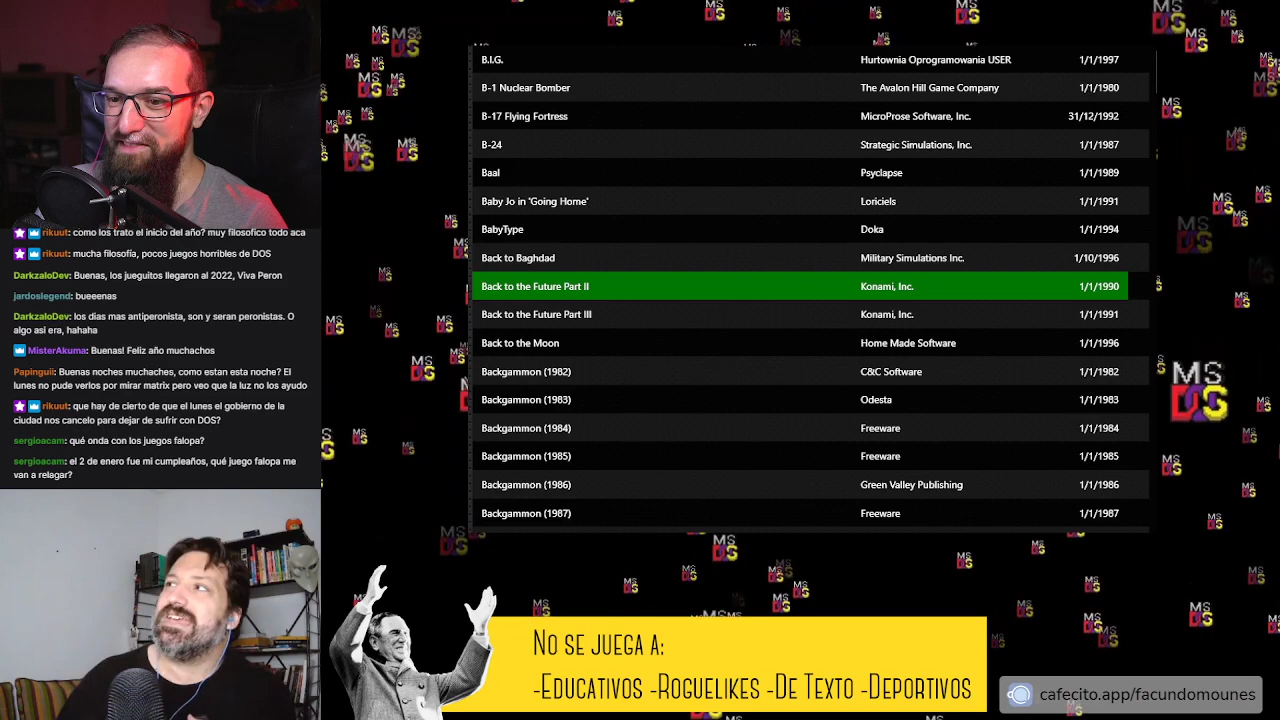 rikuut: como los trato el inicio del año? muy filosofico todo aca
rikuut: mucha filosofía, pocos juegos horribles de DOS
DarkzaloDev: Buenas, los jueguitos llegaron al 2022, Viva Peron
jardoslegend: bueeenas
DarkzaloDev: los dias mas antiperonista, son y seran peronistas. O
algo asi era, hahaha
MisterAkuma: Buenas! Feliz año muchachos
Papinguii: Buenas noches muchaches, como estan esta noche? El
lunes no pude verlos por mirar matrix pero veo que la luz no los ayudo
rikuut: que hay de cierto de que el lunes el gobierno de la
ciudad nos cancelo para dejar de sufrir con DOS?
sergioacam: qué onda con los juegos falopa?
sergioacam: el 2 de enero fue mi cumpleaños, qué juego falopa me
van a relagar?
B.I.G. Hurtownia Oprogramowania USER 1/1/1997
B-1 Nuclear Bomber The Avalon Hill Game Company 1/1/1980
B-17 Flying Fortress MicroProse Software, Inc. 31/12/1992
B-24 Strategic Simulations, Inc. 1/1/1987
Baal Psyclapse 1/1/1989
Baby Jo in 'Going Home' Loriciels 1/1/1991
BabyType Doka 1/1/1994
Back to Baghdad Military Simulations Inc. 1/10/1996
Back to the Future Part II Konami, Inc. 1/1/1990
Back to the Future Part III Konami, Inc. 1/1/1991
Back to the Moon Home Made Software 1/1/1996
Backgammon (1982) C&C Software 1/1/1982
Backgammon (1983) Odesta 1/1/1983
Backgammon (1984) Freeware 1/1/1984
Backgammon (1985) Freeware 1/1/1985
Backgammon (1986) Green Valley Publishing 1/1/1986
Backgammon (1987) Freeware 1/1/1987
MS
DOS
No se juega a:
-Educativos -Roguelikes -De Texto -Deportivos
cafecito.app/facundomounes